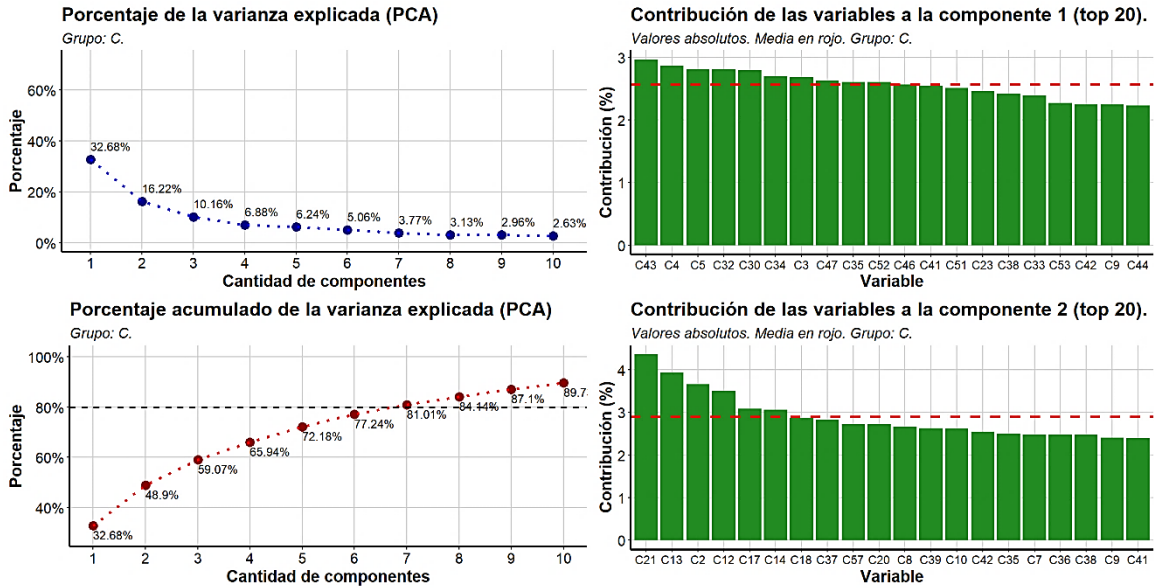 Porcentaje de la varianza explicada (PCA)
Grupo: C.
Porcentaje
60%
40%
20%
0%
32.68%
16.22%
10.16%
6.88%
6.24%
5.06%
3.77%
3.13%
2.96%
2.63%
1 2 3 4 5 6 7 8 9 10
Cantidad de componentes
Contribución de las variables a la componente 1 (top 20).
Valores absolutos. Media en rojo. Grupo: C.
Contribución (%)
3
2
1
0
C43 C4 C5 C32 C30 C34 C3 C47 C35 C52 C46 C41 C51 C23 C38 C33 C53 C42 C9 C44
Variable
Porcentaje acumulado de la varianza explicada (PCA)
Grupo: C.
Porcentaje
100%
80%
60%
40%
32.68%
48.9%
59.07%
65.94%
72.18%
77.24%
81.01%
84.14%
87.1%
89.7
1 2 3 4 5 6 7 8 9 10
Cantidad de componentes
Contribución de las variables a la componente 2 (top 20).
Valores absolutos. Media en rojo. Grupo: C.
Contribución (%)
4
3
2
1
0
C21 C13 C2 C12 C17 C14 C18 C37 C57 C20 C8 C39 C10 C42 C35 C7 C36 C38 C9 C41
Variable